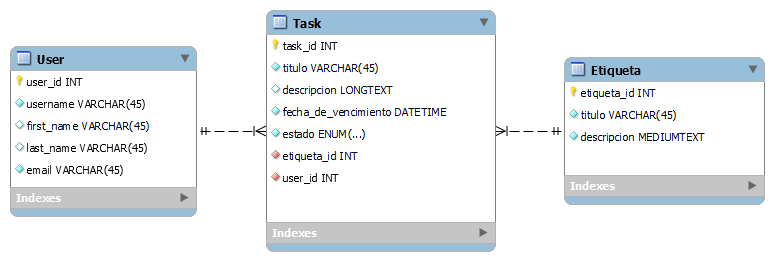 User
user_id INT
username VARCHAR(45)
first_name VARCHAR(45)
last_name VARCHAR(45)
email VARCHAR(45)
Indexes
Task
task_id INT
titulo VARCHAR(45)
descripcion LONGTEXT
fecha_de_vencimiento DATETIME
estado ENUM(...)
etiqueta_id INT
user_id INT
Indexes
Etiqueta
etiqueta_id INT
titulo VARCHAR(45)
descripcion MEDIUMTEXT
Indexes